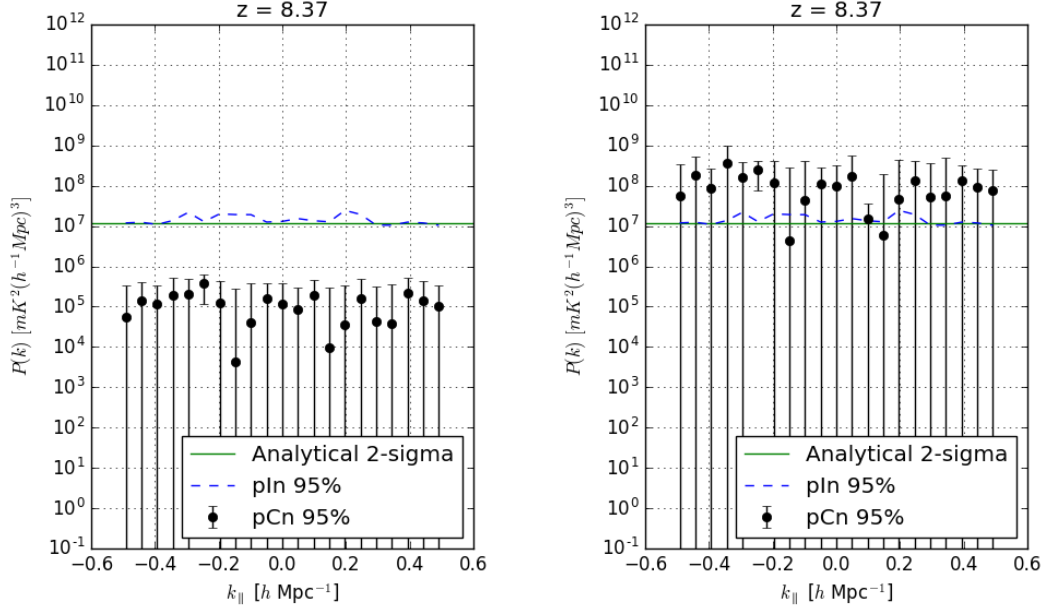 z = 8.37
10^12
10^11
10^10
10^9
10^8
10^7
10^6
10^5
10^4
10^3
10^2
10^1
10^0
10^-1
P(k) [mK^2(h^-1Mpc)^3]
Analytical 2-sigma
pIn 95%
pCn 95%
−0.6 −0.4 −0.2 0.0 0.2 0.4 0.6
k_∥ [h Mpc^-1]
z = 8.37
10^12
10^11
10^10
10^9
10^8
10^7
10^6
10^5
10^4
10^3
10^2
10^1
10^0
10^-1
P(k) [mK^2(h^-1Mpc)^3]
Analytical 2-sigma
pIn 95%
pCn 95%
−0.6 −0.4 −0.2 0.0 0.2 0.4 0.6
k_∥ [h Mpc^-1]